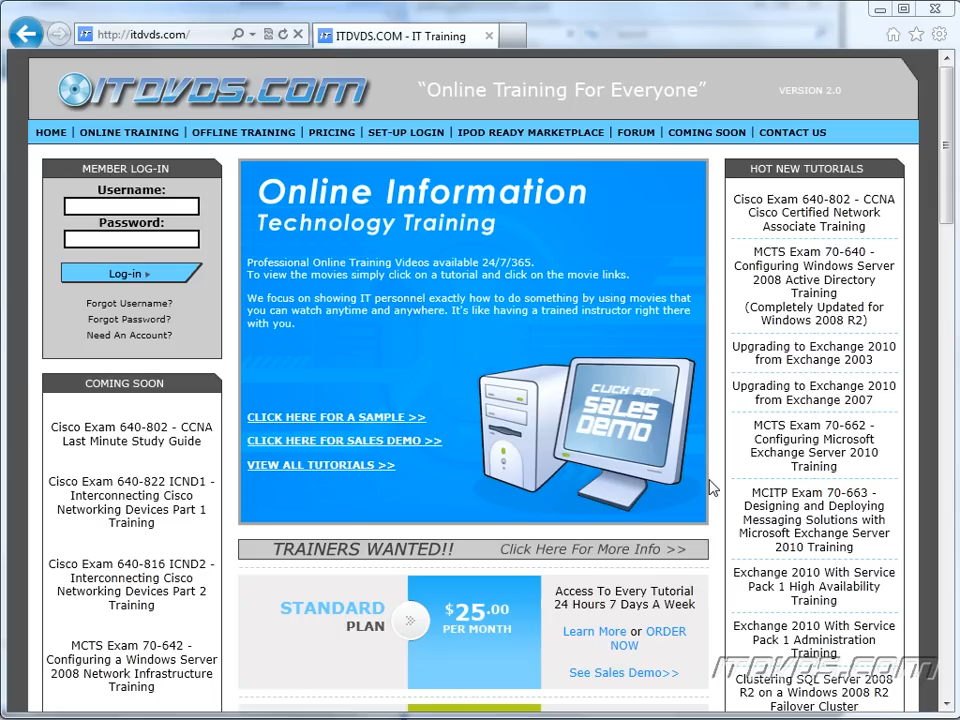 http://itdvds.com/
ITDVDS.COM - IT Training
ITDVDS.COM
"Online Training For Everyone"
VERSION 2.0
HOME | ONLINE TRAINING | OFFLINE TRAINING | PRICING | SET-UP LOGIN | IPOD READY MARKETPLACE | FORUM | COMING SOON | CONTACT US
MEMBER LOG-IN
Username:
Password:
Log-in
Forgot Username?
Forgot Password?
Need An Account?
COMING SOON
Cisco Exam 640-802 - CCNA
Last Minute Study Guide
Cisco Exam 640-822 ICND1 -
Interconnecting Cisco
Networking Devices Part 1
Training
Cisco Exam 640-816 ICND2 -
Interconnecting Cisco
Networking Devices Part 2
Training
MCTS Exam 70-642 -
Configuring a Windows Server
2008 Network Infrastructure
Training
Online Information
Technology Training
Professional Online Training Videos available 24/7/365.
To view the movies simply click on a tutorial and click on the movie links.
We focus on showing IT personnel exactly how to do something by using movies that
you can watch anytime and anywhere. It's like having a trained instructor right there
with you.
CLICK HERE FOR A SAMPLE >>
CLICK HERE FOR SALES DEMO >>
VIEW ALL TUTORIALS >>
CLICK FOR
SALES
DEMO
TRAINERS WANTED!! Click Here For More Info >>
STANDARD
PLAN
$25.00
PER MONTH
Access To Every Tutorial
24 Hours 7 Days A Week
Learn More or ORDER
NOW
See Sales Demo>>
HOT NEW TUTORIALS
Cisco Exam 640-802 - CCNA
Cisco Certified Network
Associate Training
MCTS Exam 70-640 -
Configuring Windows Server
2008 Active Directory
Training
(Completely Updated for
Windows 2008 R2)
Upgrading to Exchange 2010
from Exchange 2003
Upgrading to Exchange 2010
from Exchange 2007
MCTS Exam 70-662 -
Configuring Microsoft
Exchange Server 2010
Training
MCITP Exam 70-663 -
Designing and Deploying
Messaging Solutions with
Microsoft Exchange Server
2010 Training
Exchange 2010 With Service
Pack 1 High Availability
Training
Exchange 2010 With Service
Pack 1 Administration
Training
Clustering SQL Server 2008
R2 on a Windows 2008 R2
Failover Cluster
ITDVDS.COM